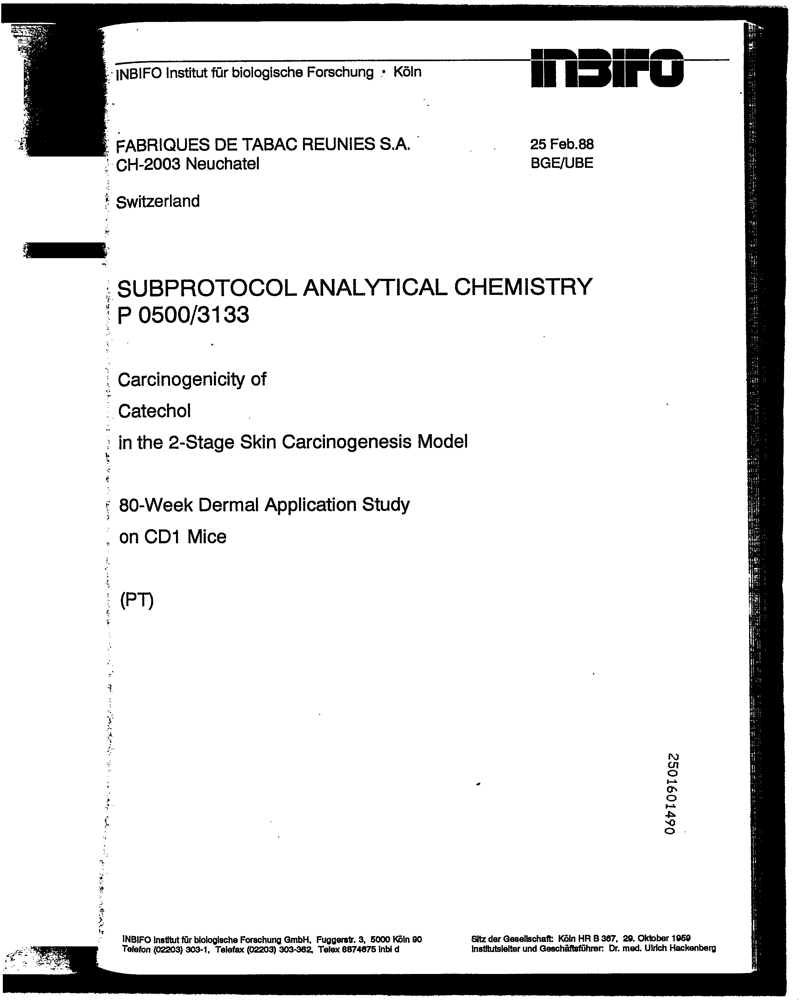 INBIFO Institut für biologische Forschung · Köln
INBIFO
FABRIQUES DE TABAC REUNIES S.A.
CH-2003 Neuchatel
25 Feb.88
BGE/UBE
Switzerland
SUBPROTOCOL ANALYTICAL CHEMISTRY
P 0500/3133
Carcinogenicity of
Catechol
in the 2-Stage Skin Carcinogenesis Model
80-Week Dermal Application Study
on CD1 Mice
(PT)
2501601490
INBIFO Institut für biologische Forschung GmbH, Fuggerstr. 3, 5000 Köln 90
Telefon (02203) 303-1, Telefax (02203) 303-362, Telex 8874675 inbi d
Sitz der Gesellschaft: Köln HR B 367, 29. Oktober 1959
Institutsleiter und Geschäftsführer: Dr. med. Ulrich Hackenberg